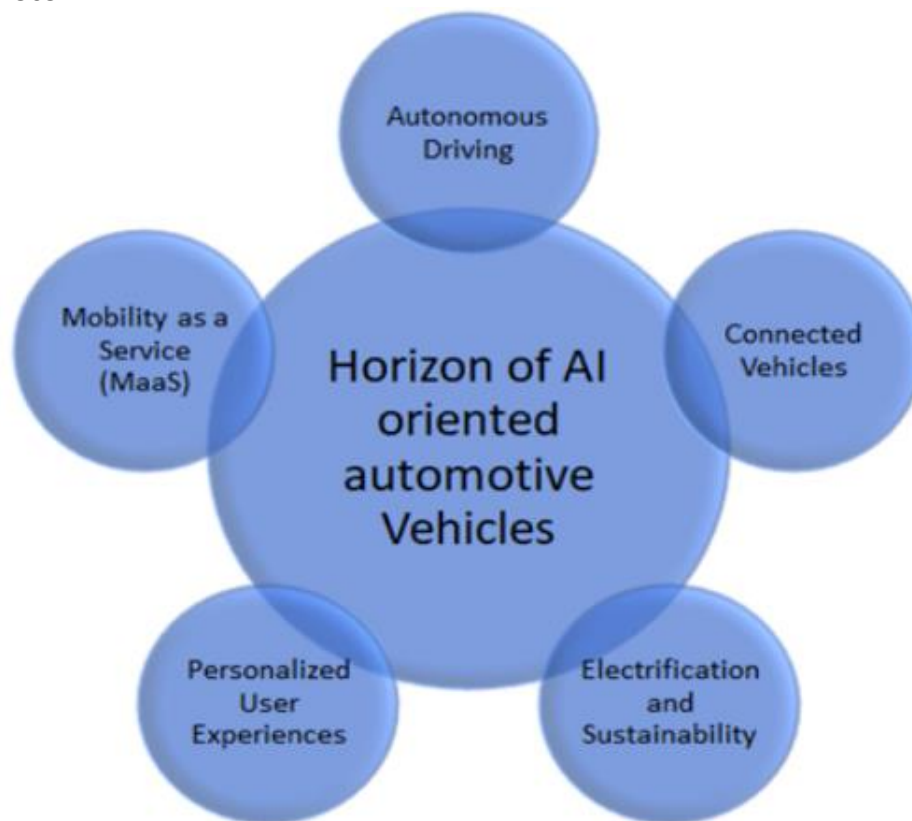 Autonomous
Driving
Mobility as a
Service
(MaaS)
Horizon of AI
oriented
automotive
Vehicles
Connected
Vehicles
Personalized
User
Experiences
Electrification
and
Sustainability